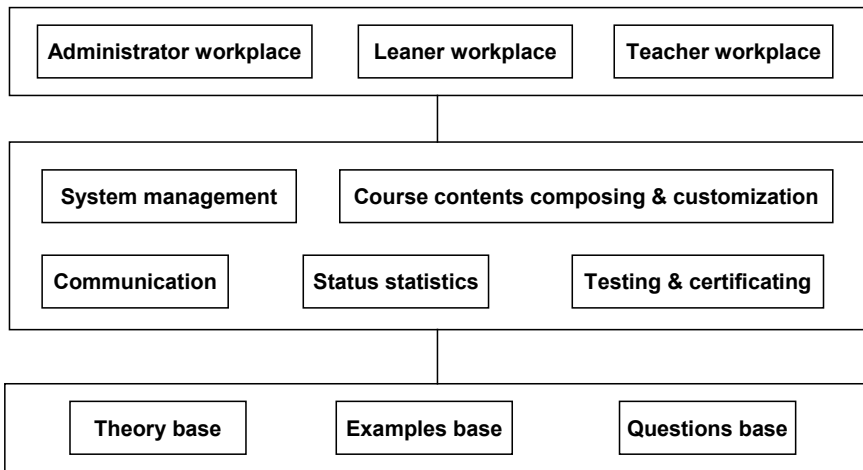 Administrator workplace
Leaner workplace
Teacher workplace
System management
Course contents composing & customization
Communication
Status statistics
Testing & certificating
Theory base
Examples base
Questions base